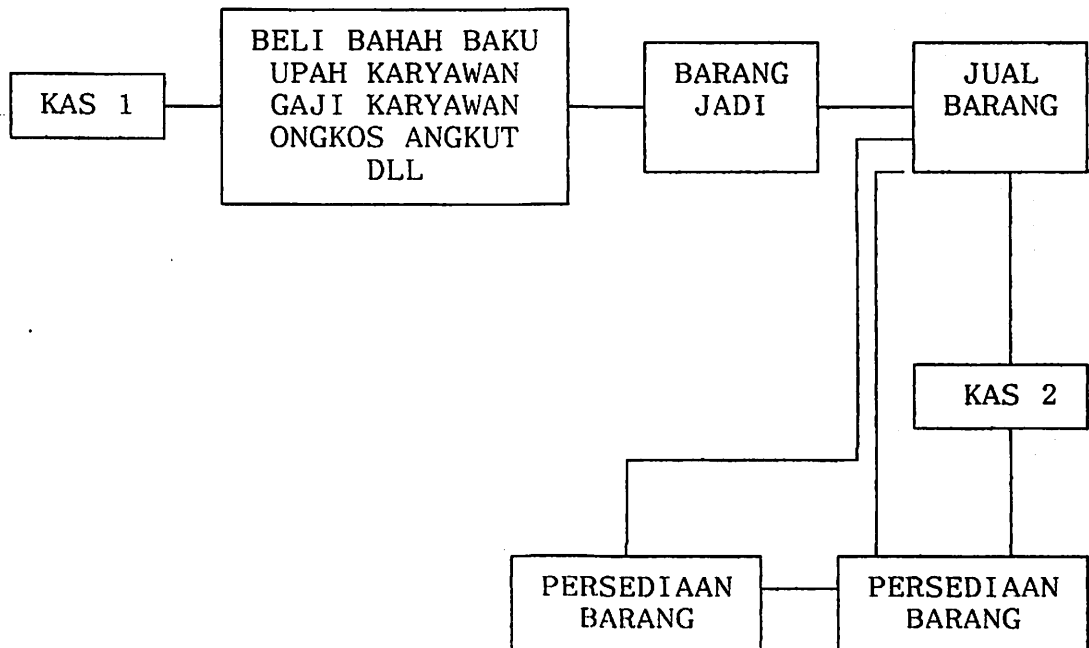 KAS 1
BELI BAHAH BAKU
UPAH KARYAWAN
GAJI KARYAWAN
ONGKOS ANGKUT
DLL
BARANG
JADI
JUAL
BARANG
KAS 2
PERSEDIAAN
BARANG
PERSEDIAAN
BARANG